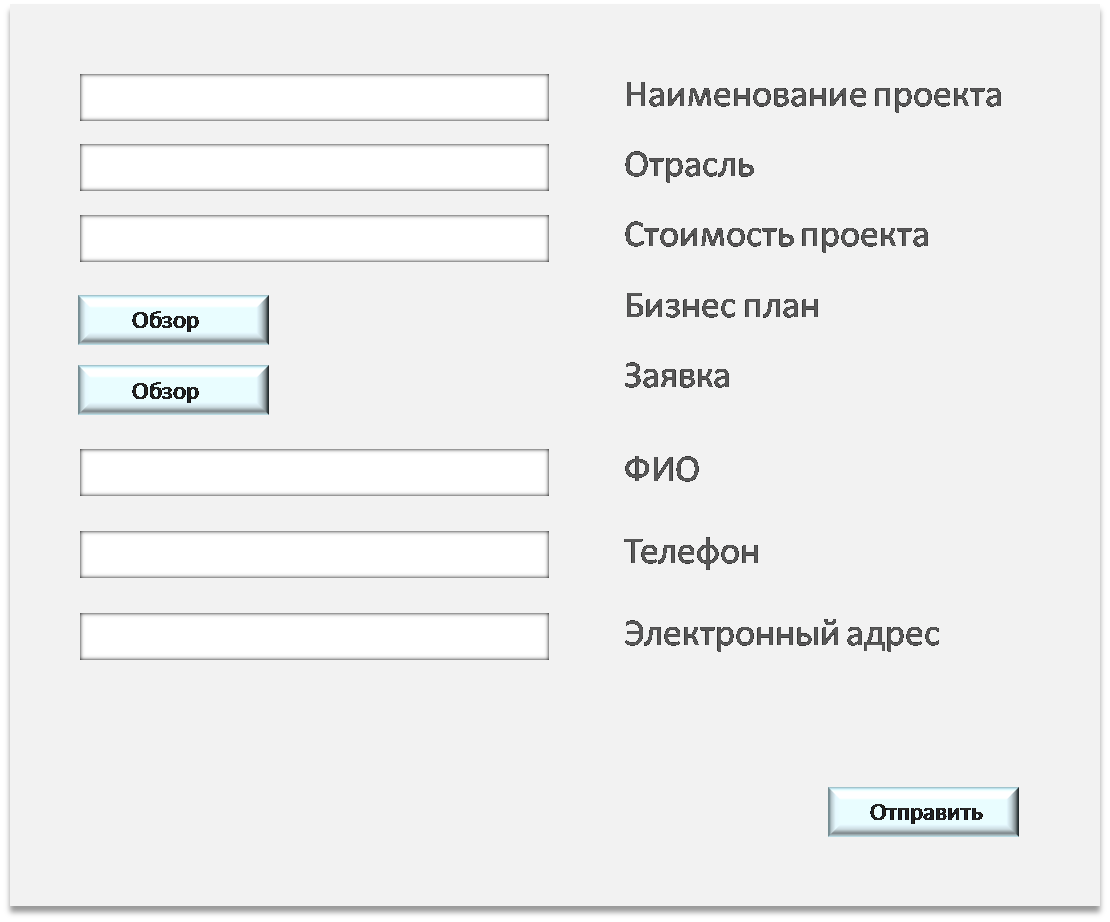 Наименование проекта
Отрасль
Стоимость проекта
Обзор
Бизнес план
Обзор
Заявка
ФИО
Телефон
Электронный адрес
Отправить